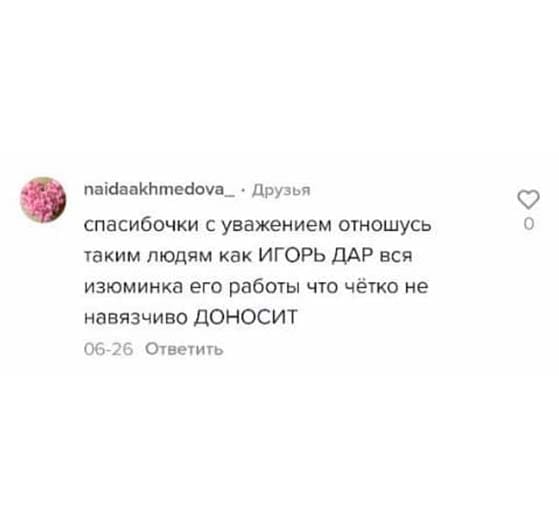 naidaakhmedova_ · Друзья
спасибочки с уважением отношусь
таким людям как ИГОРЬ ДАР вся
изюминка его работы что чётко не
навязчиво ДОНОСИТ
06-26 Ответить
0